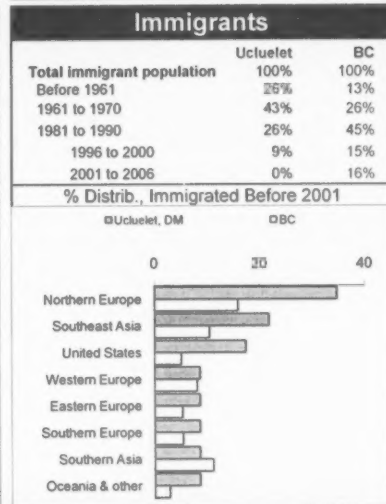 Immigrants
Ucluelet BC
Total immigrant population 100% 100%
Before 1961 26% 13%
1961 to 1970 43% 26%
1981 to 1990 26% 45%
1996 to 2000 9% 15%
2001 to 2006 0% 16%
% Distrib., Immigrated Before 2001
Ucluelet, DM BC
0 20 40
Northern Europe
Southeast Asia
United States
Western Europe
Eastern Europe
Southern Europe
Southern Asia
Oceania & other